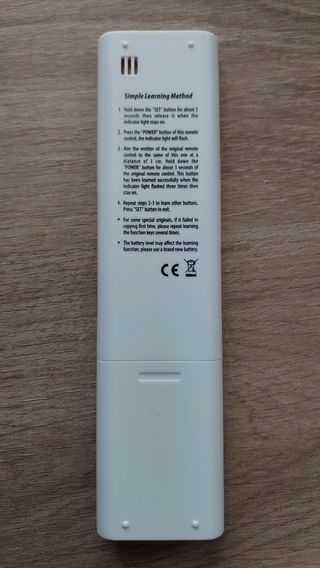 Simple Learning Method
1. Hold down the "SET" button for about 3
seconds then release it when the
indicator light stays on.
2. Press the "POWER" button of this remote
control, the indicator light will flash.
3. Aim the emitter of the original remote
control to the same of this one at a
distance of 3 cm. Hold down the
"POWER" button for about 3 seconds of
the original remote control. This button
has been learned successfully when the
indicator light flashed three times then
stay on.
4. Repeat steps 2-3 to learn other buttons.
Press "SET" button to exit.
• For some special originals, if it failed in
copying first time, please repeat learning
the function keys several times.
• The battery level may affect the learning
function, please use a brand new battery.
CE